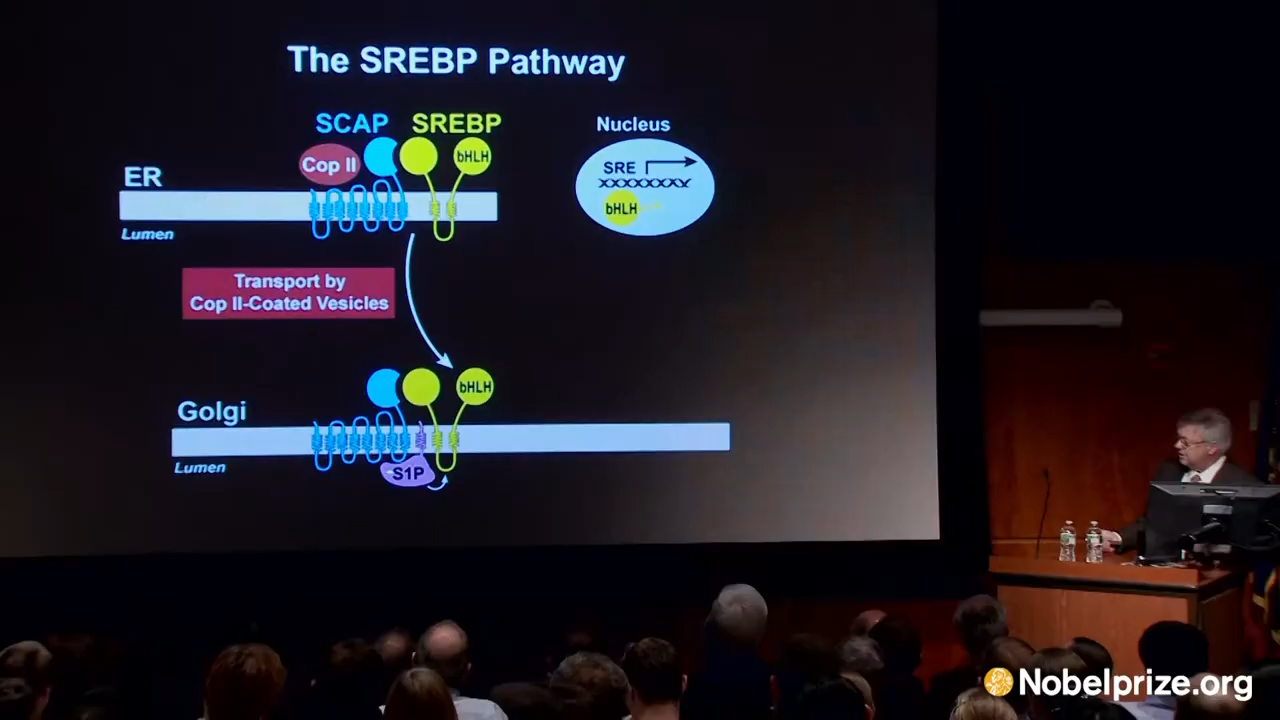 The SREBP Pathway
SCAP
SREBP
Nucleus
Cop II
bHLH
SRE
ER
bHLH
Lumen
Transport by
Cop II-Coated Vesicles
bHLH
Golgi
Lumen
S1P
Nobelprize.org